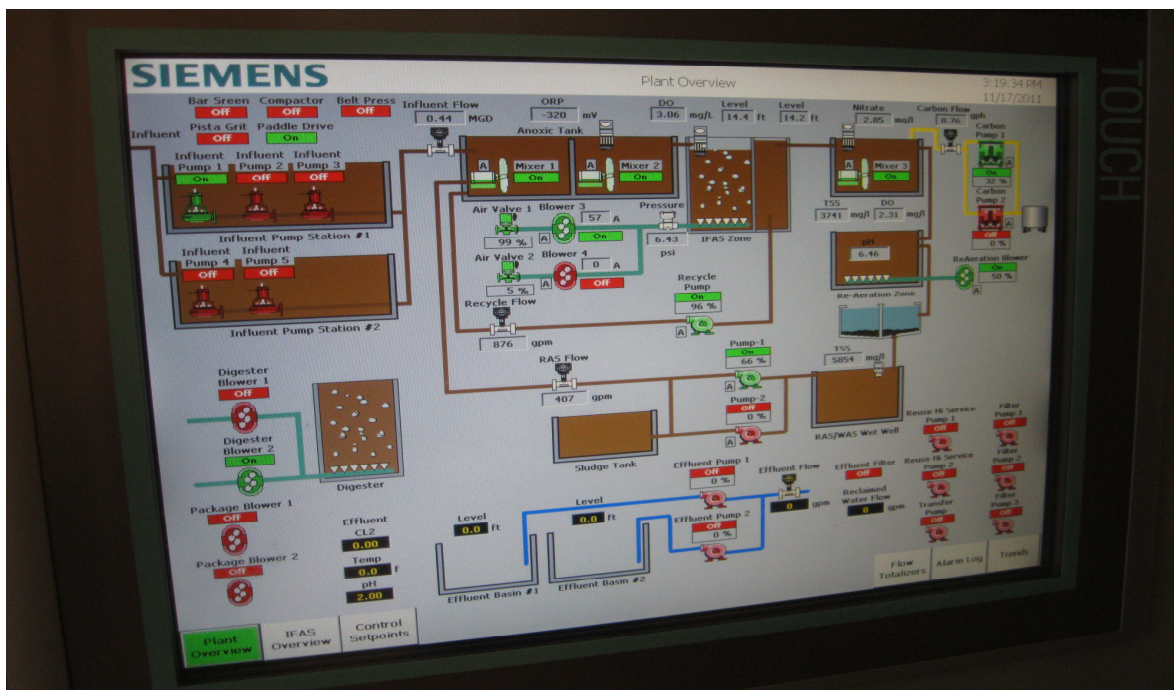 SIEMENS
Plant Overview
3:19:34 PM
11/17/2011
TOUCH
Bar Sreen
Off
Compactor
Off
Belt Press
Off
Influent Flow
0.44 MGD
ORP
-320 mV
DO
3.06 mg/L
Level
14.4 ft
Level
14.2 ft
Nitrate
2.85 mg/l
Carbon Flow
8.76 gph
Influent
Pista Grit
Off
Paddle Drive
On
Influent
Pump 1
On
Influent
Pump 2
Off
Influent
Pump 3
Off
Influent Pump Station #1
Anoxic Tank
A
Mixer 1
On
A
Mixer 2
On
IFAS Zone
A
Mixer 3
On
Carbon
Pump 1
A
On
32 %
Carbon
Pump 2
A
Off
0 %
Influent
Pump 4
Off
Influent
Pump 5
Off
Influent Pump Station #2
Air Valve 1
99 %
Blower 3
57 A
A
On
Air Valve 2
5 %
Blower 4
0 A
A
Off
Pressure
6.43
psi
TSS
3741 mg/l
DO
2.31 mg/l
pH
6.46
Re-Aeration Zone
ReAeration Blower
On
50 %
A
Recycle
Pump
On
96 %
A
Recycle Flow
876 gpm
RAS Flow
407 gpm
Pump-1
On
66 %
A
Pump-2
Off
0 %
A
TSS
5854 mg/l
RAS/WAS Wet Well
Sludge Tank
Digester
Blower 1
Off
Digester
Blower 2
On
Digester
Package Blower 1
Off
Package Blower 2
Off
Effluent
CL2
0.00
Temp
0.0 f
pH
2.00
Level
0.0 ft
Effluent Basin #1
Level
0.0 ft
Effluent Basin #2
Effluent Pump 1
Off
0 %
Effluent Pump 2
Off
0 %
Effluent Flow
0 gpm
Effluent Filter
Off
Reclaimed
Water Flow
0 gpm
Reuse Hi Service
Pump 1
Off
Reuse Hi Service
Pump 2
Off
Transfer
Pump
Off
Filter
Pump 1
Off
Filter
Pump 2
Off
Filter
Pump 3
Off
Plant
Overview
IFAS
Overview
Control
Setpoints
Flow
Totalizers
Alarm Log
Trends